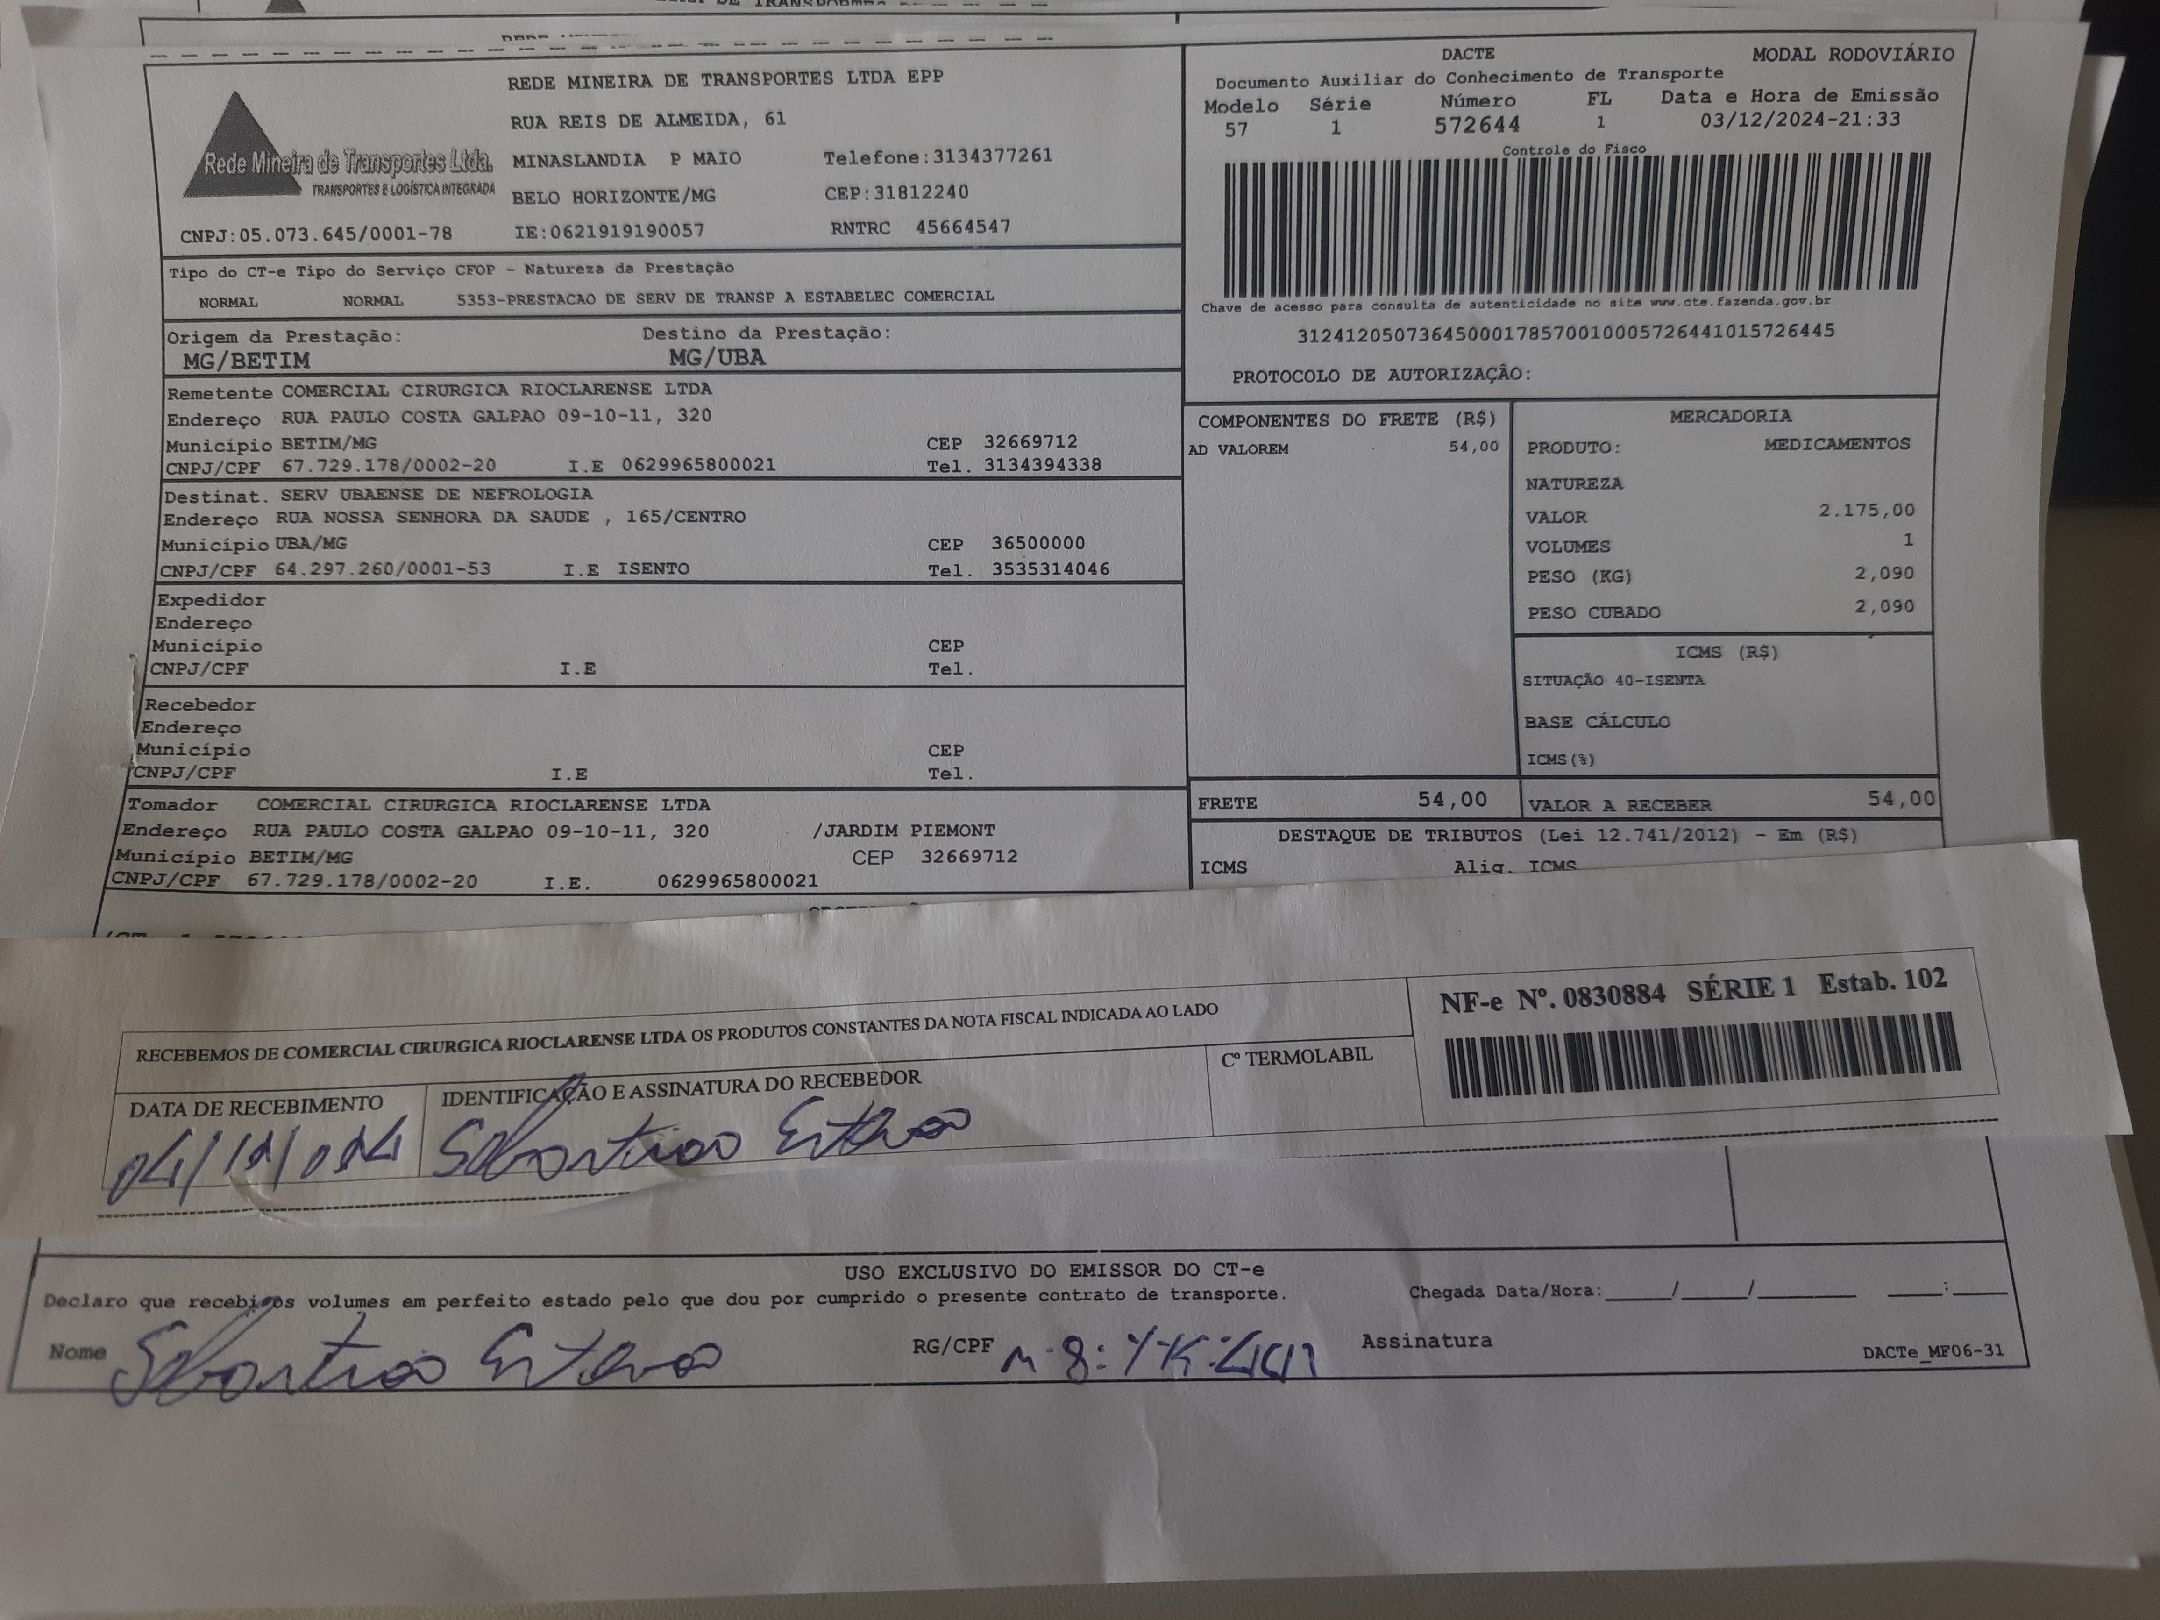 REDE MINEIRA DE TRANSPORTES LTDA EPP
RUA REIS DE ALMEIDA, 61
Rede Mineira de Transportes Ltda.
TRANSPORTES E LOGÍSTICA INTEGRADA
MINASLANDIA P MAIO Telefone:3134377261
BELO HORIZONTE/MG CEP:31812240
CNPJ:05.073.645/0001-78 IE:0621919190057 RNTRC 45664547
DACTE MODAL RODOVIÁRIO
Documento Auxiliar do Conhecimento de Transporte
Modelo Série Número FL Data e Hora de Emissão
57 1 572644 1 03/12/2024-21:33
Controle do Fisco
Chave de acesso para consulta de autenticidade no site www.cte.fazenda.gov.br
31241205073645000178570010005726441015726445
PROTOCOLO DE AUTORIZAÇÃO:
Tipo do CT-e Tipo do Serviço CFOP - Natureza da Prestação
NORMAL NORMAL 5353-PRESTACAO DE SERV DE TRANSP A ESTABELEC COMERCIAL
Origem da Prestação: Destino da Prestação:
MG/BETIM MG/UBA
Remetente COMERCIAL CIRURGICA RIOCLARENSE LTDA
Endereço RUA PAULO COSTA GALPAO 09-10-11, 320
Município BETIM/MG CEP 32669712
CNPJ/CPF 67.729.178/0002-20 I.E 0629965800021 Tel. 3134394338
Destinat. SERV UBAENSE DE NEFROLOGIA
Endereço RUA NOSSA SENHORA DA SAUDE , 165/CENTRO
Município UBA/MG CEP 36500000
CNPJ/CPF 64.297.260/0001-53 I.E ISENTO Tel. 3535314046
Expedidor
Endereço
Município CEP
CNPJ/CPF I.E Tel.
Recebedor
Endereço
Município CEP
CNPJ/CPF I.E Tel.
Tomador COMERCIAL CIRURGICA RIOCLARENSE LTDA
Endereço RUA PAULO COSTA GALPAO 09-10-11, 320 /JARDIM PIEMONT
Município BETIM/MG CEP 32669712
CNPJ/CPF 67.729.178/0002-20 I.E. 0629965800021
COMPONENTES DO FRETE (R$)
AD VALOREM 54,00
MERCADORIA
PRODUTO: MEDICAMENTOS
NATUREZA
VALOR 2.175,00
VOLUMES 1
PESO (KG) 2,090
PESO CUBADO 2,090
ICMS (R$)
SITUAÇÃO 40-ISENTA
BASE CÁLCULO
ICMS(%)
FRETE 54,00 VALOR A RECEBER 54,00
DESTAQUE DE TRIBUTOS (Lei 12.741/2012) - Em (R$)
ICMS Aliq. ICMS
RECEBEMOS DE COMERCIAL CIRURGICA RIOCLARENSE LTDA OS PRODUTOS CONSTANTES DA NOTA FISCAL INDICADA AO LADO
NF-e Nº. 0830884 SÉRIE 1 Estab. 102
DATA DE RECEBIMENTO IDENTIFICAÇÃO E ASSINATURA DO RECEBEDOR Cº TERMOLABIL
USO EXCLUSIVO DO EMISSOR DO CT-e
Declaro que recebi os volumes em perfeito estado pelo que dou por cumprido o presente contrato de transporte. Chegada Data/Hora:____/____/______ ___:___
Nome RG/CPF Assinatura
DACTe_MF06-31